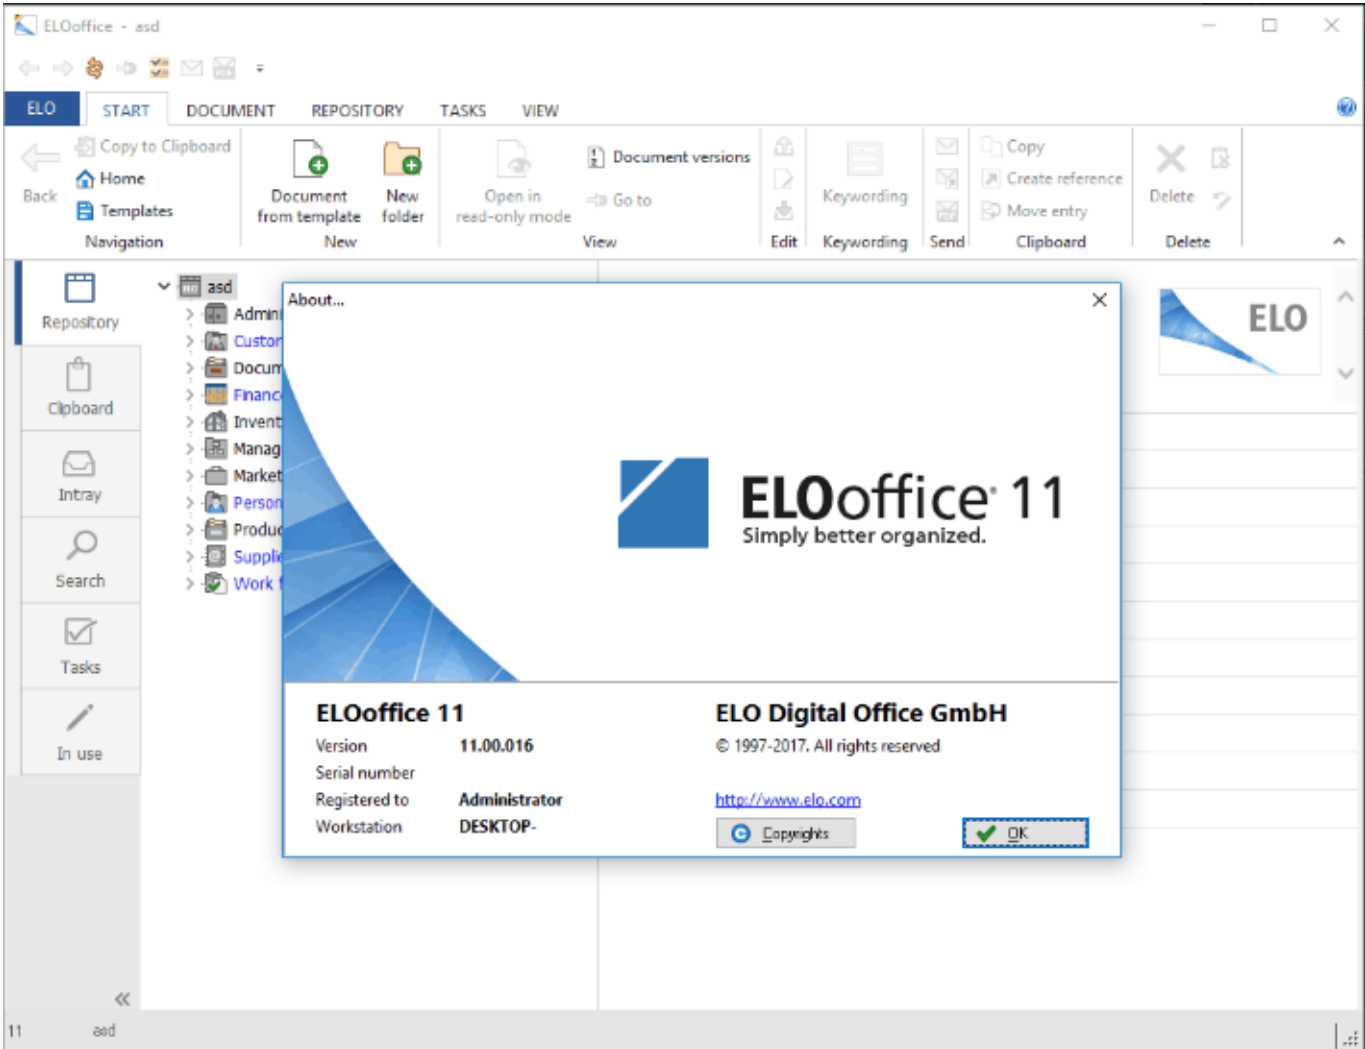 ELOoffice - asd
ELO START DOCUMENT REPOSITORY TASKS VIEW
Copy to Clipboard
Home
Templates
Back
Navigation
Document
from template
New
folder
New
Open in
read-only mode
Document versions
Go to
View
Edit
Keywording
Keywording
Send
Copy
Create reference
Move entry
Clipboard
Delete
Delete
Repository
Clipboard
Intray
Search
Tasks
In use
asd
Admini
Custor
Docum
Financ
Invent
Manag
Market
Person
Produc
Supplie
Work f
ELO
About...
ELOoffice 11
Simply better organized.
ELOoffice 11
Version 11.00.016
Serial number
Registered to Administrator
Workstation DESKTOP-
ELO Digital Office GmbH
© 1997-2017. All rights reserved
http://www.elo.com
Copyrights
OK
11 asd